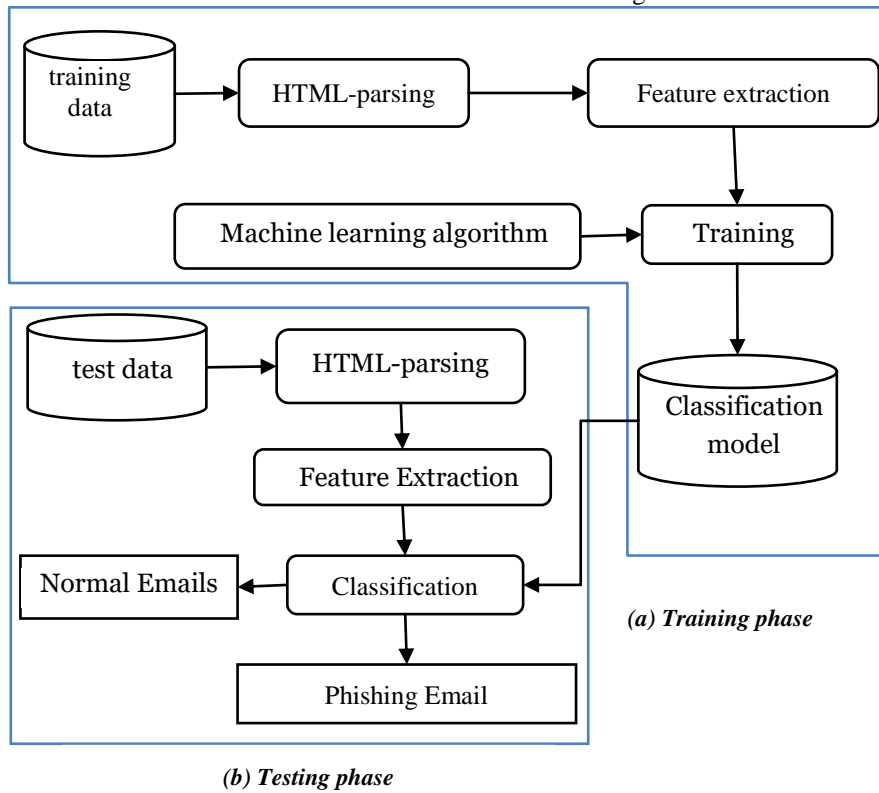 training
data
HTML-parsing
Feature extraction
Machine learning algorithm
Training
test data
HTML-parsing
Classification
model
Feature Extraction
Normal Emails
Classification
(a) Training phase
Phishing Email
(b) Testing phase